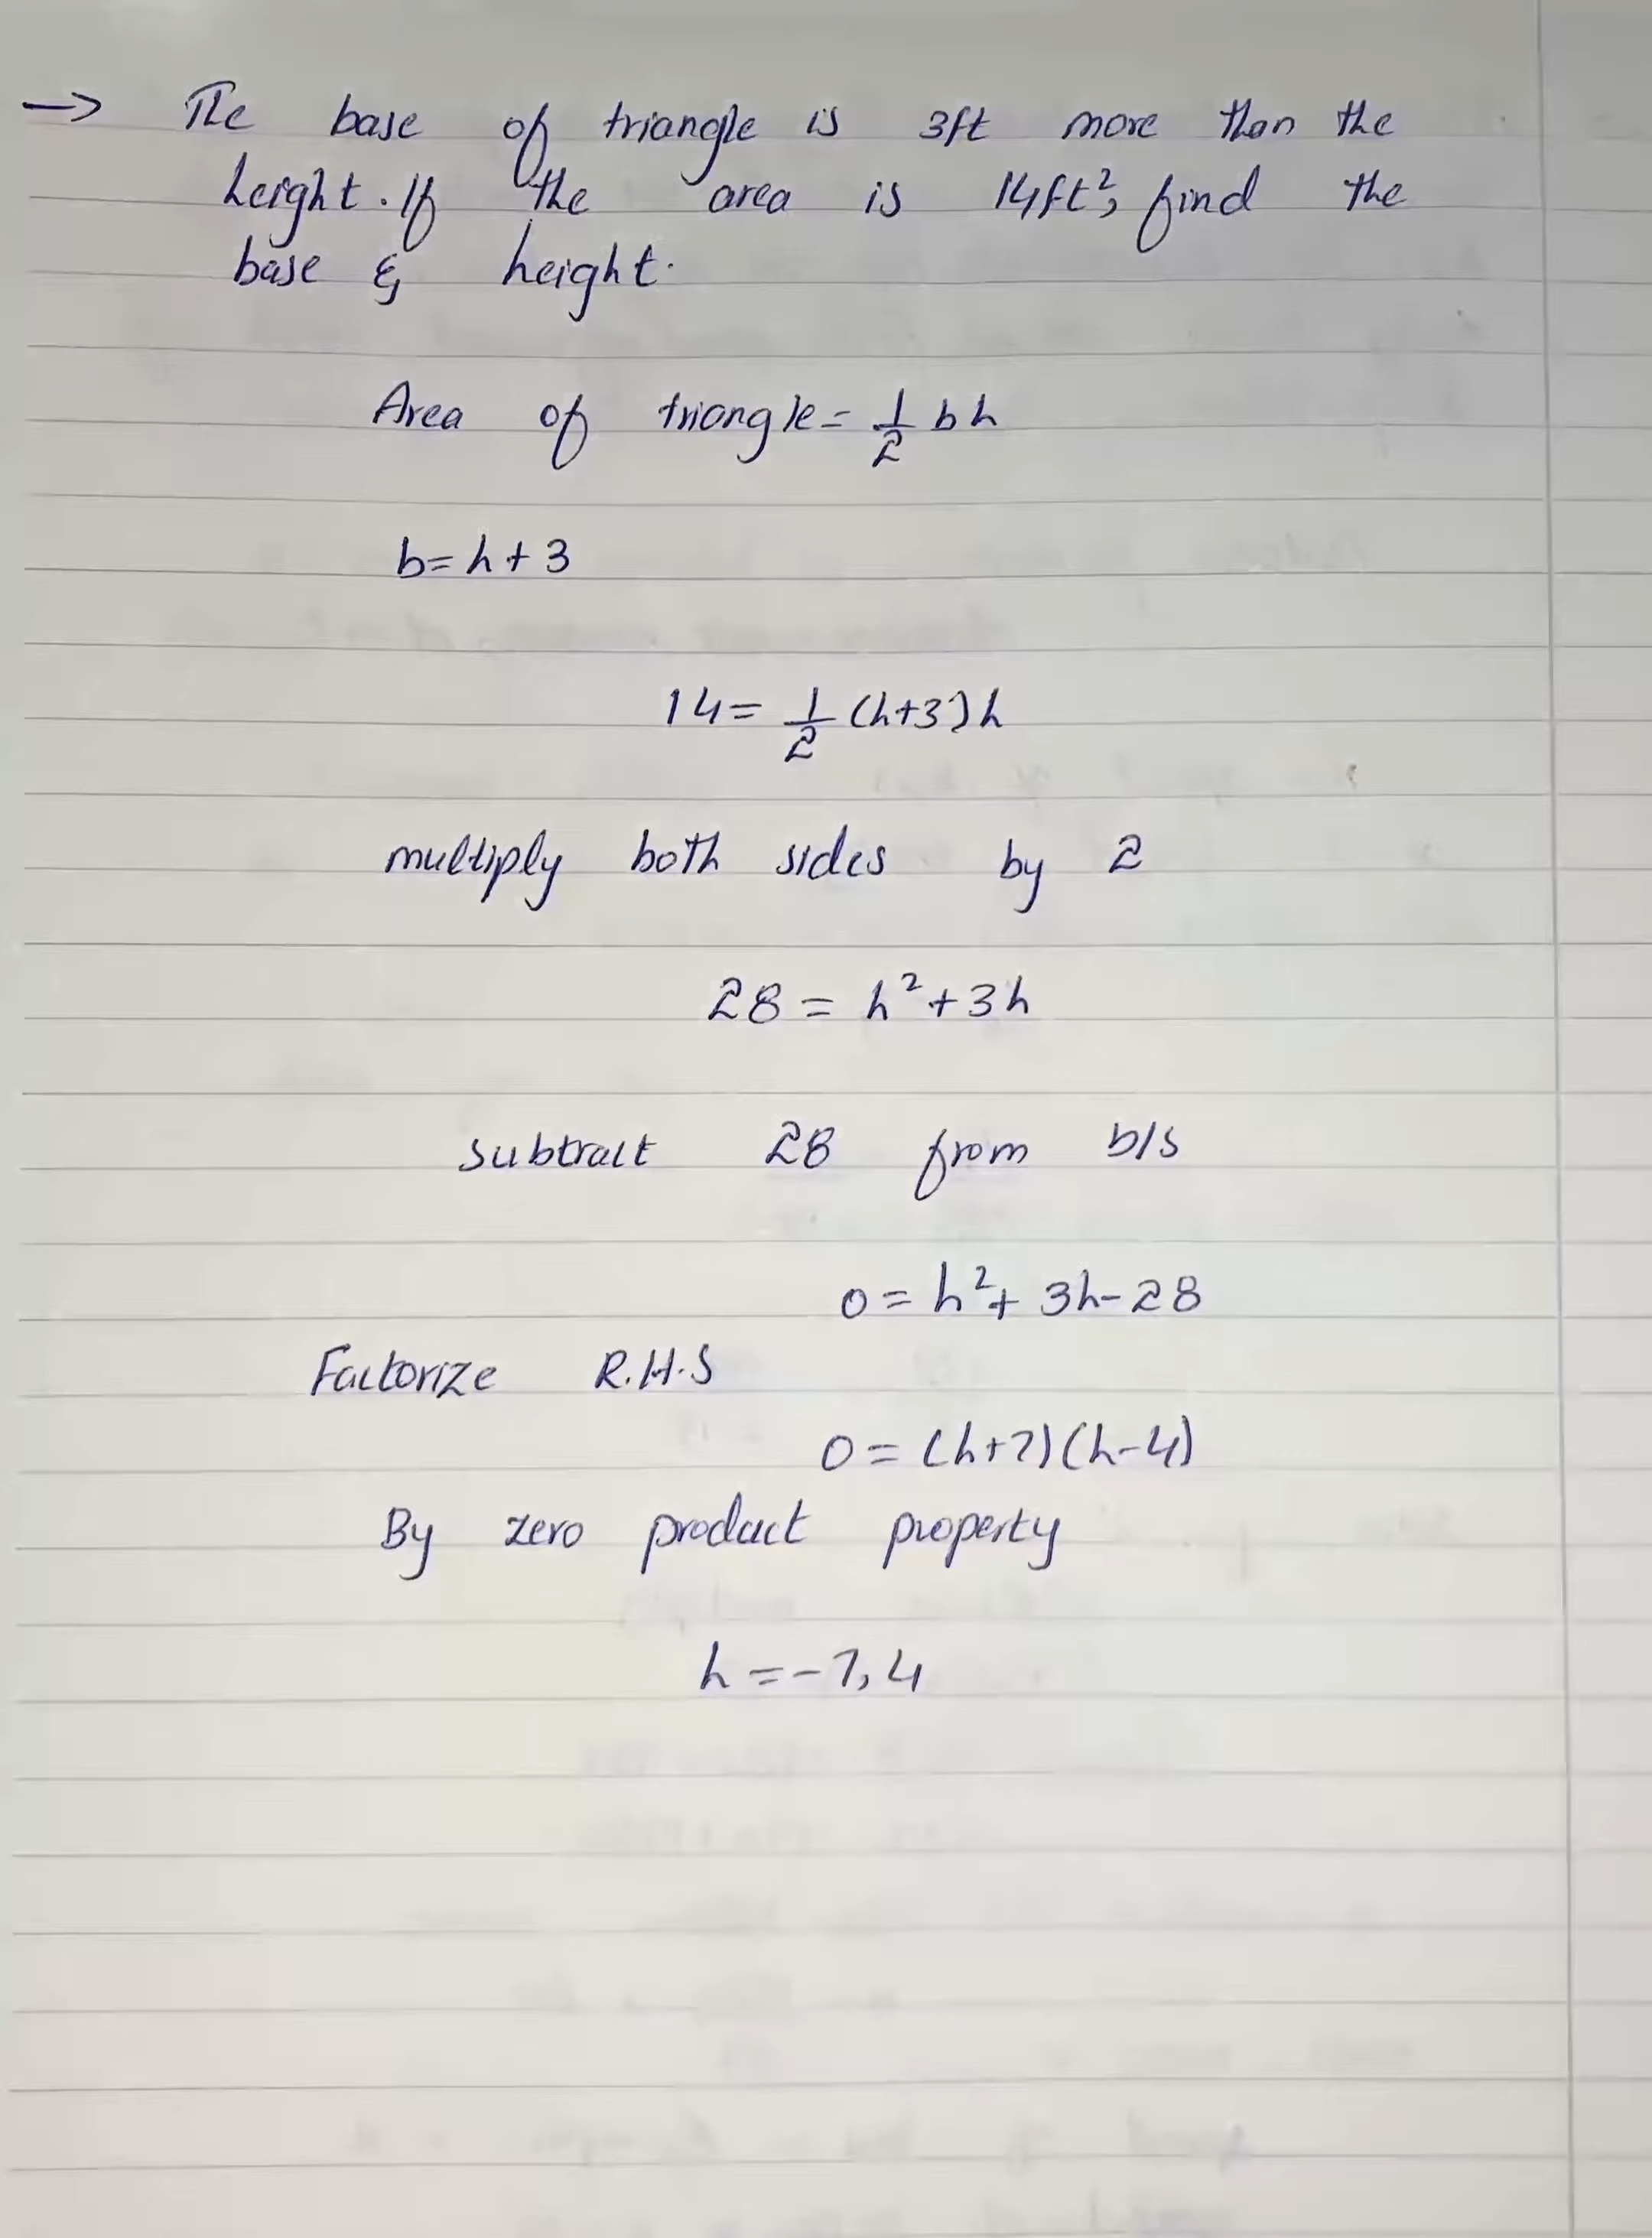 → The base of triangle is 3ft more than the
height. If the area is 14ft², find the
base & height.
Area of triangle = 1/2 bh
b = h + 3
14 = 1/2 (h+3)h
multiply both sides by 2
28 = h² + 3h
subtract 28 from b/s
0 = h² + 3h - 28
Factorize R.H.S
0 = (h+7)(h-4)
By zero product property
h = -7, 4